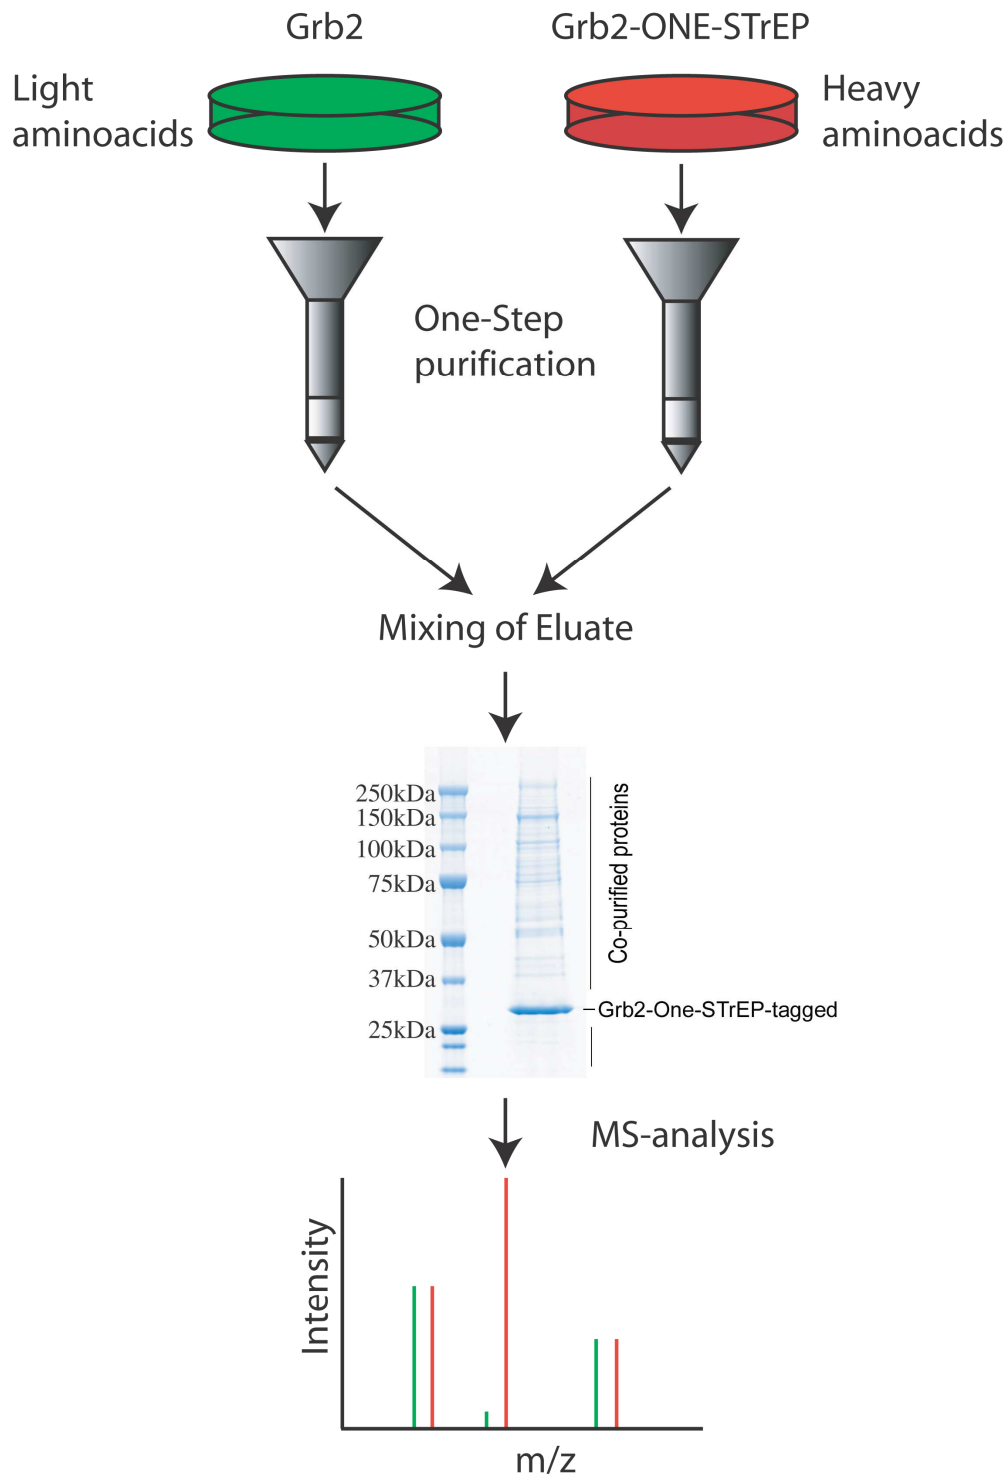 Grb2
Grb2-ONE-STrEP
Light
aminoacids
Heavy
aminoacids
One-Step
purification
Mixing of Eluate
250kDa
150kDa
100kDa
75kDa
50kDa
37kDa
25kDa
Co-purified proteins
Grb2-One-STrEP-tagged
MS-analysis
Intensity
m/z